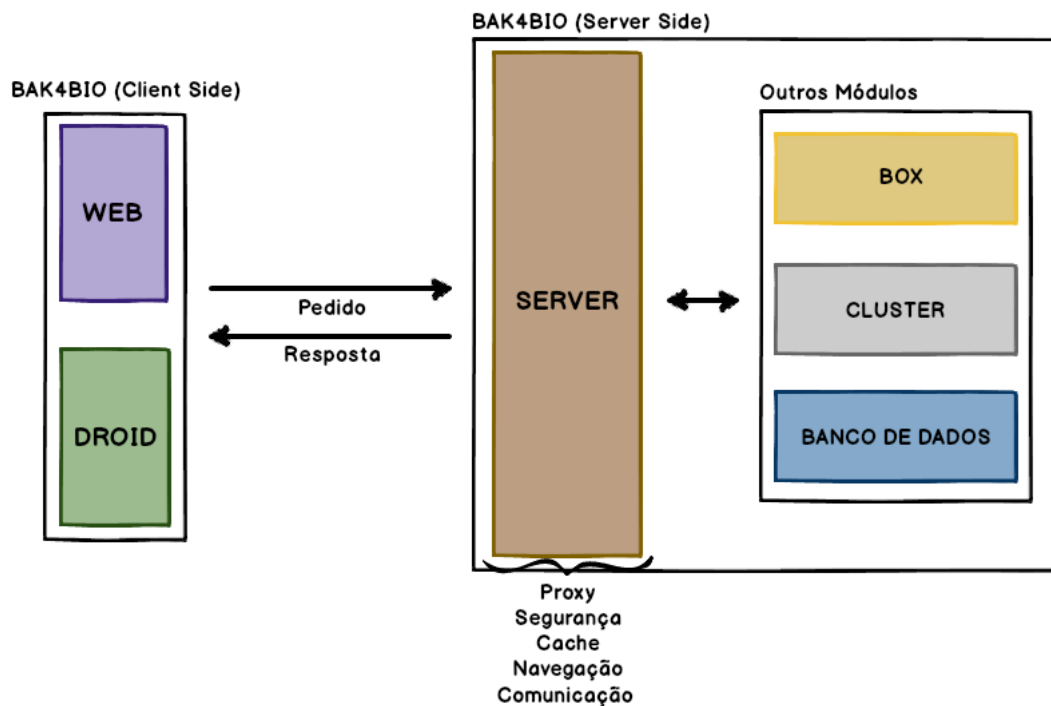 BAK4BIO (Server Side)
BAK4BIO (Client Side)
Outros Módulos
WEB
DROID
Pedido
Resposta
SERVER
BOX
CLUSTER
BANCO DE DADOS
Proxy
Segurança
Cache
Navegação
Comunicação